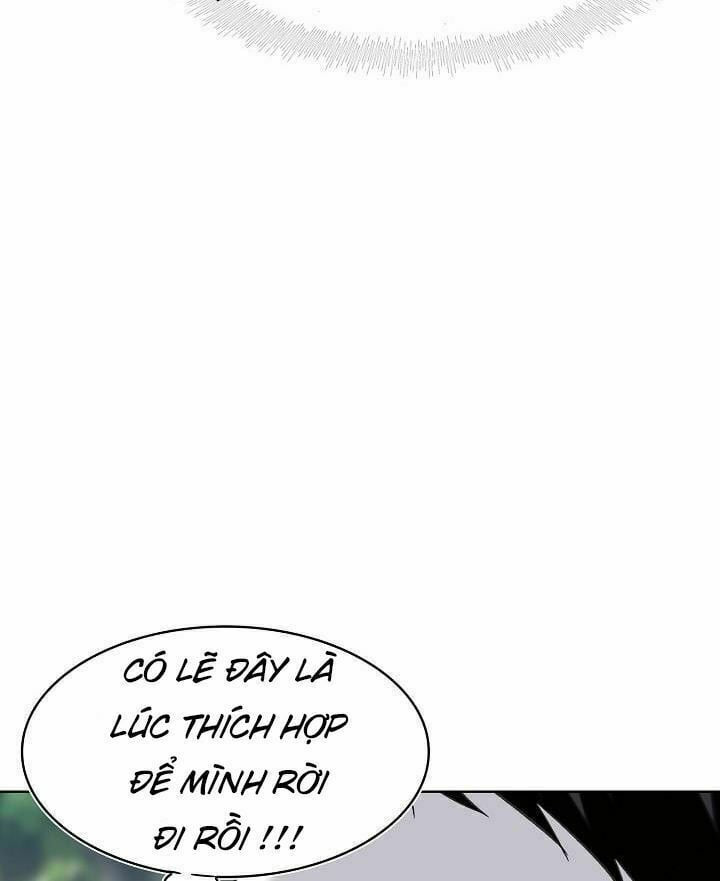 CÓ LẼ ĐÂY LÀ
LÚC THÍCH HỢP
ĐỂ MÌNH RỜI
ĐI RỒI !!!